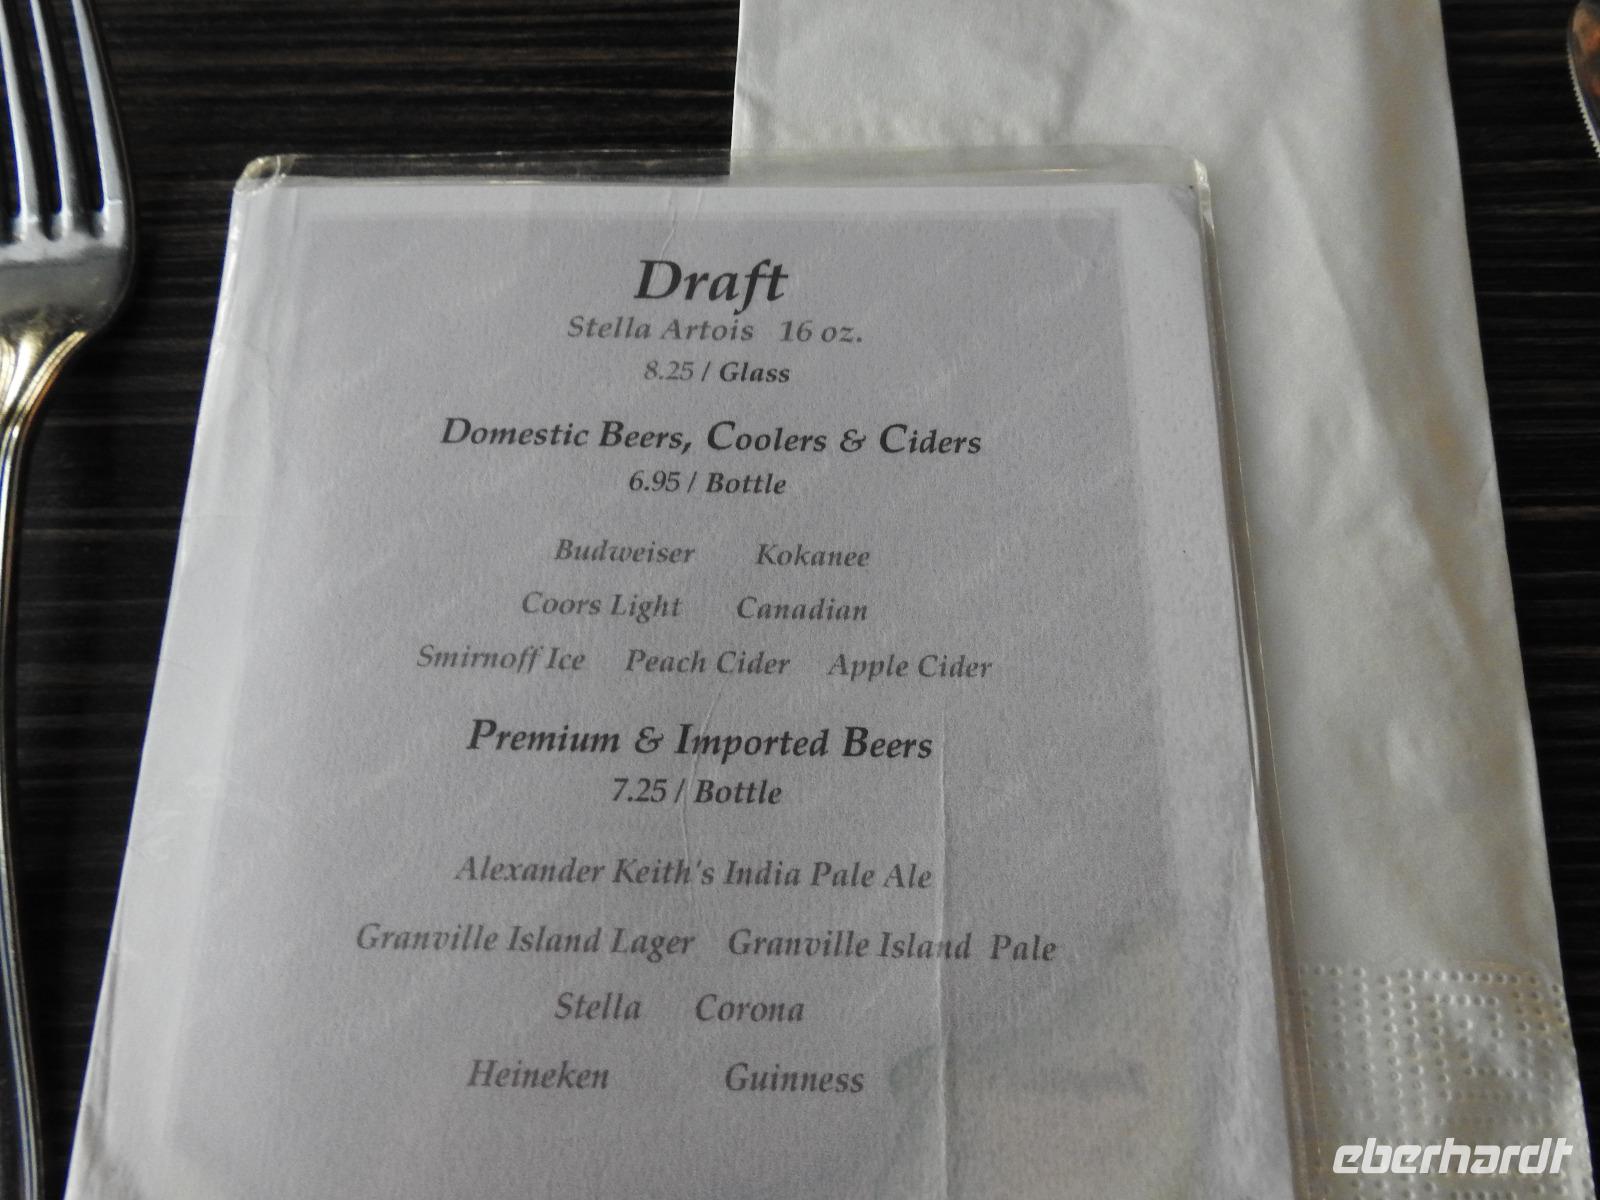 Draft
Stella Artois 16 oz.
8.25 / Glass
Domestic Beers, Coolers & Ciders
6.95 / Bottle
Budweiser Kokanee
Coors Light Canadian
Smirnoff Ice Peach Cider Apple Cider
Premium & Imported Beers
7.25 / Bottle
Alexander Keith's India Pale Ale
Granville Island Lager Granville Island Pale
Stella Corona
Heineken Guinness
eberhardt